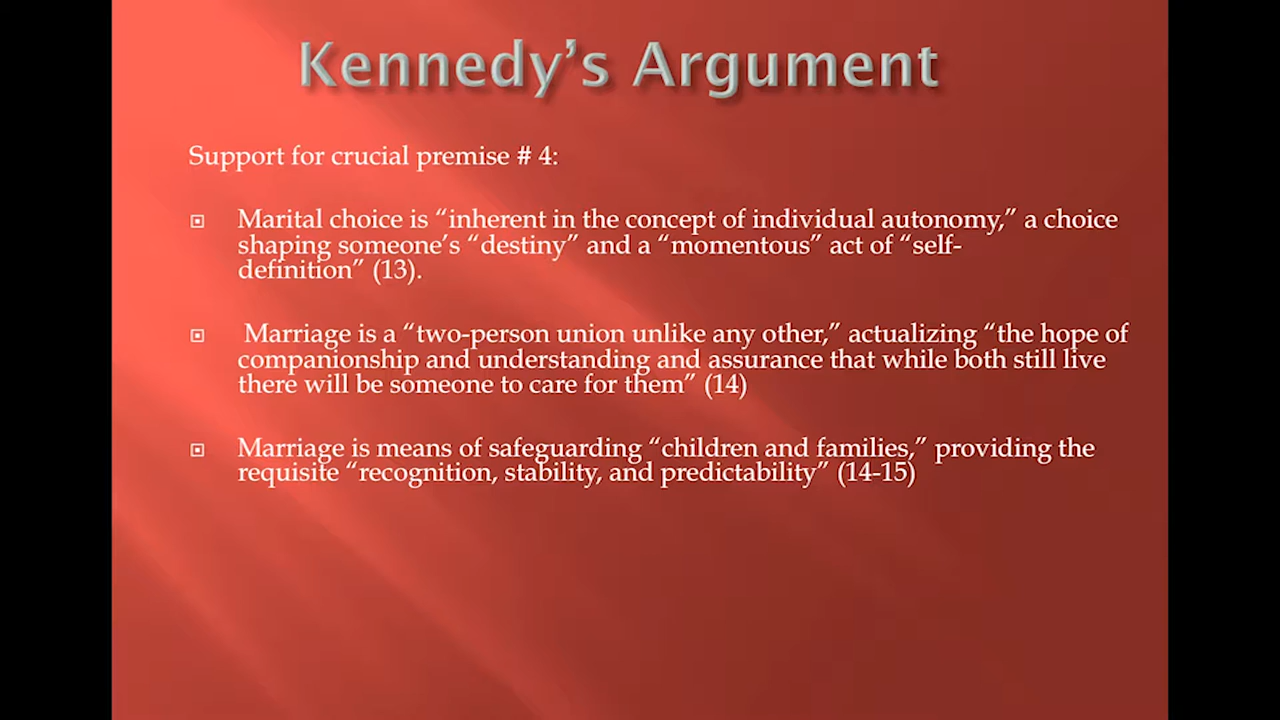 Kennedy’s Argument
Support for crucial premise # 4:
Marital choice is “inherent in the concept of individual autonomy,” a choice
shaping someone’s “destiny” and a “momentous” act of “self-
definition” (13).
Marriage is a “two-person union unlike any other,” actualizing “the hope of
companionship and understanding and assurance that while both still live
there will be someone to care for them” (14)
Marriage is means of safeguarding “children and families,” providing the
requisite “recognition, stability, and predictability” (14-15)